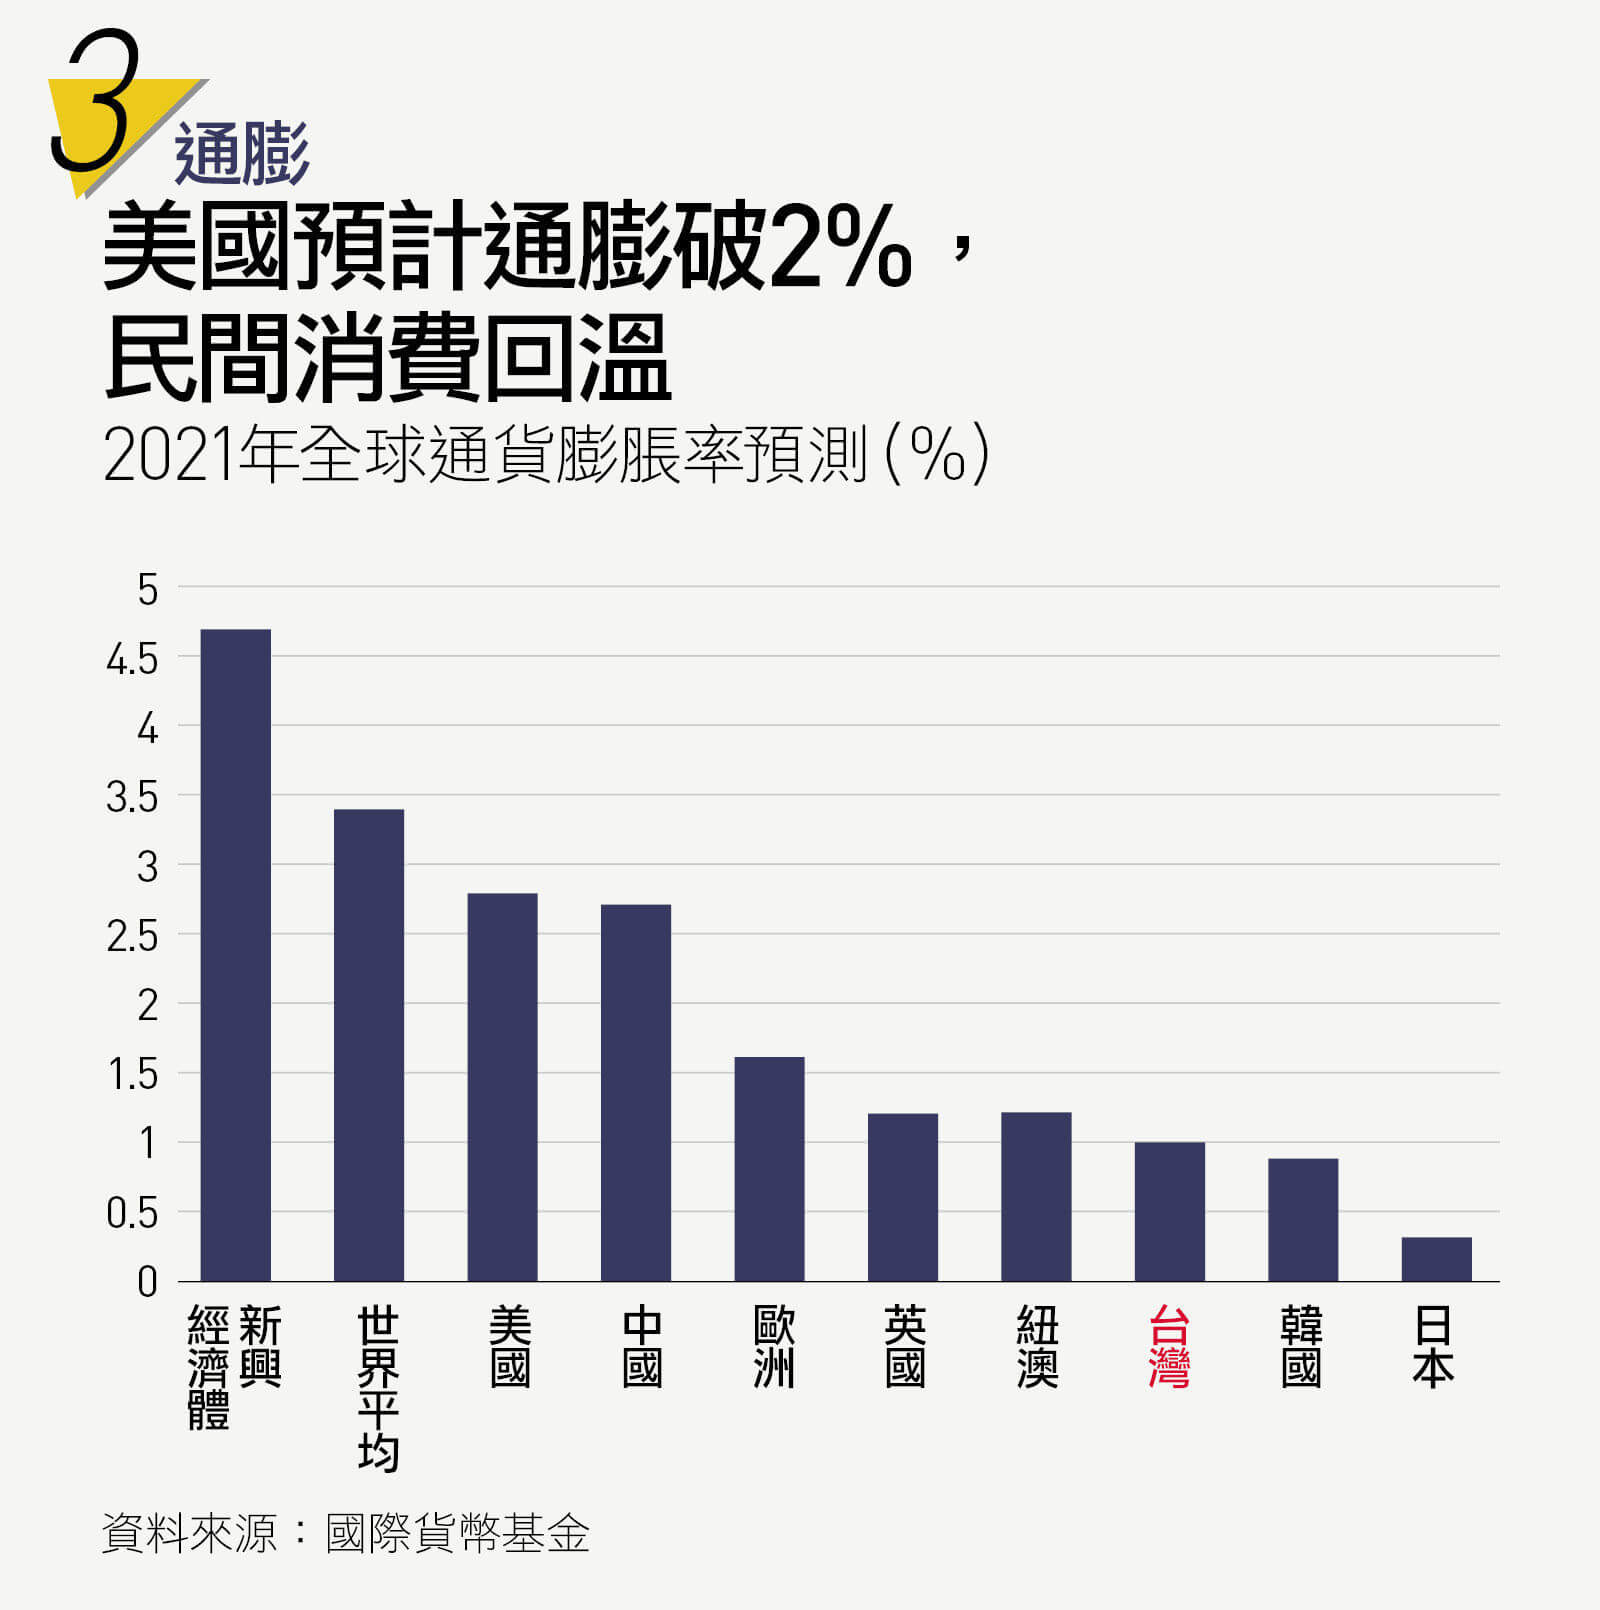 3
通膨
美國預計通膨破2%，
民間消費回溫
2021年全球通貨膨脹率預測(%)
5
4.5
4
3.5
3
2.5
2
1.5
1
0.5
0
新興
經濟體
世界平均
美國
中國
歐洲
英國
紐澳
台灣
韓國
日本
資料來源：國際貨幣基金